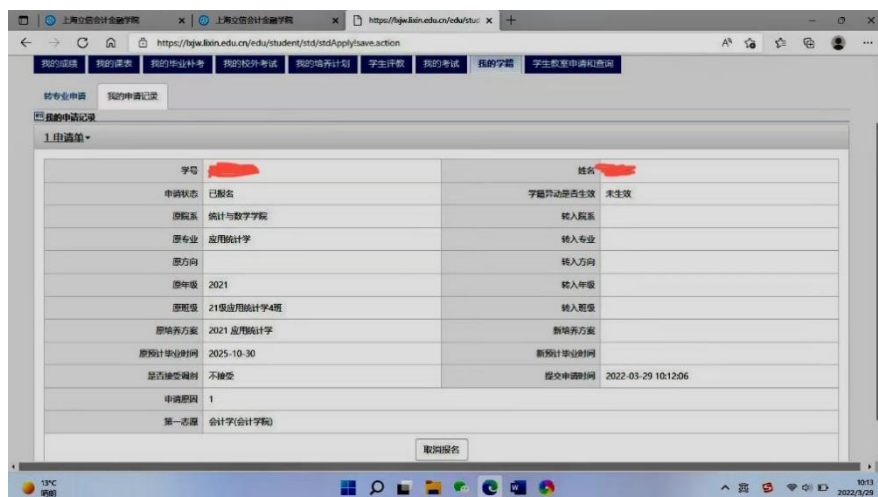 上海立信会计金融学院
上海立信会计金融学院
https://bjw.lixin.edu.cn/edu/stud
https://bjw.lixin.edu.cn/edu/student/std/stdApply!save.action
我的成绩 我的课表 我的毕业补考 我的校外考试 我的培养计划 学生评教 我的考试 我的学籍 学生教室申请和查询
转专业申请 我的申请记录
我的申请记录
1.申请单
学号 姓名
申请状态 已报名 学籍异动是否生效 未生效
原院系 统计与数学学院 转入院系
原专业 应用统计学 转入专业
原方向 转入方向
原年级 2021 转入年级
原班级 21级应用统计学4班 转入班级
原培养方案 2021 应用统计学 新培养方案
原预计毕业时间 2025-10-30 新预计毕业时间
是否接受调剂 不接受 提交申请时间 2022-03-29 10:12:06
申请原因 1
第一志愿 会计学(会计学院)
取消报名
13°C
晴朗
英
10:13
2022/3/29